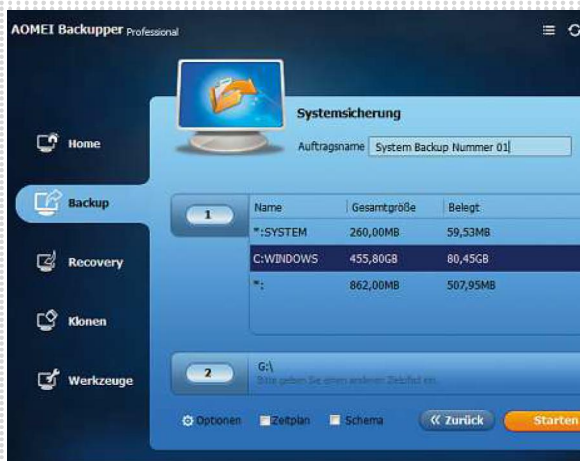 AOMEI Backupper Professional
Systemsicherung
Auftragsname System Backup Nummer 01
Home
Backup
Recovery
Klonen
Werkzeuge
1
Name Gesamtgröße Belegt
*:SYSTEM 260,00MB 59,53MB
C:WINDOWS 455,80GB 80,45GB
*: 862,00MB 507,95MB
2
G:\
Bitte geben Sie einen anderen Zielpfad ein.
Optionen Zeitplan Schema « Zurück Starten